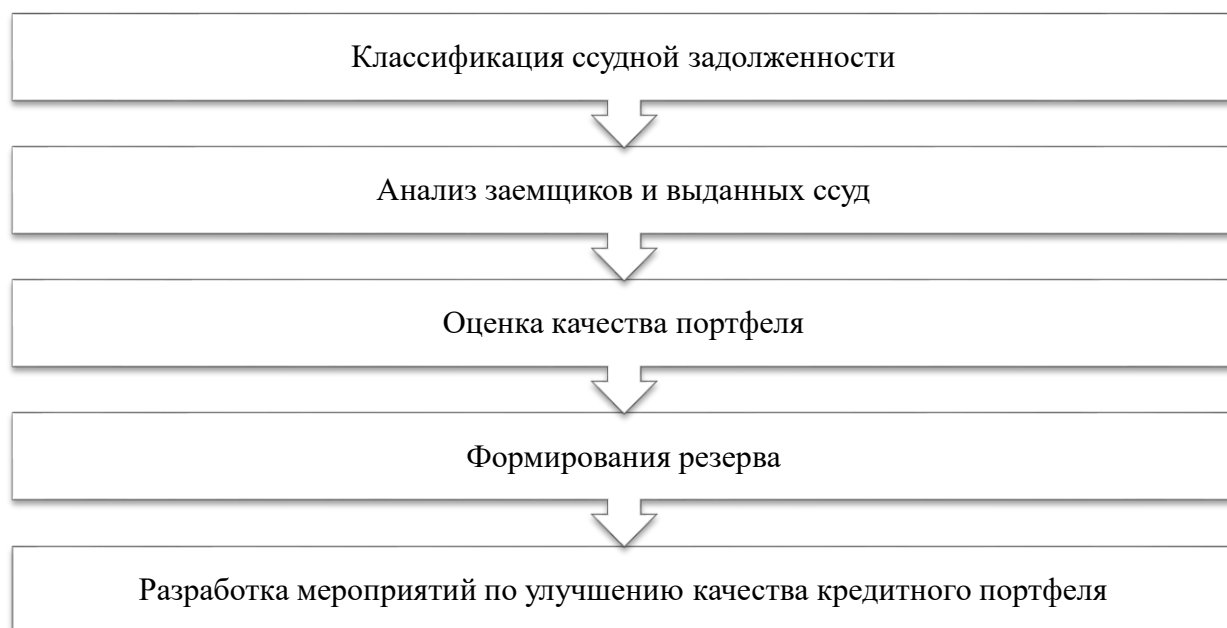 Классификация ссудной задолженности
Анализ заемщиков и выданных ссуд
Оценка качества портфеля
Формирования резерва
Разработка мероприятий по улучшению качества кредитного портфеля